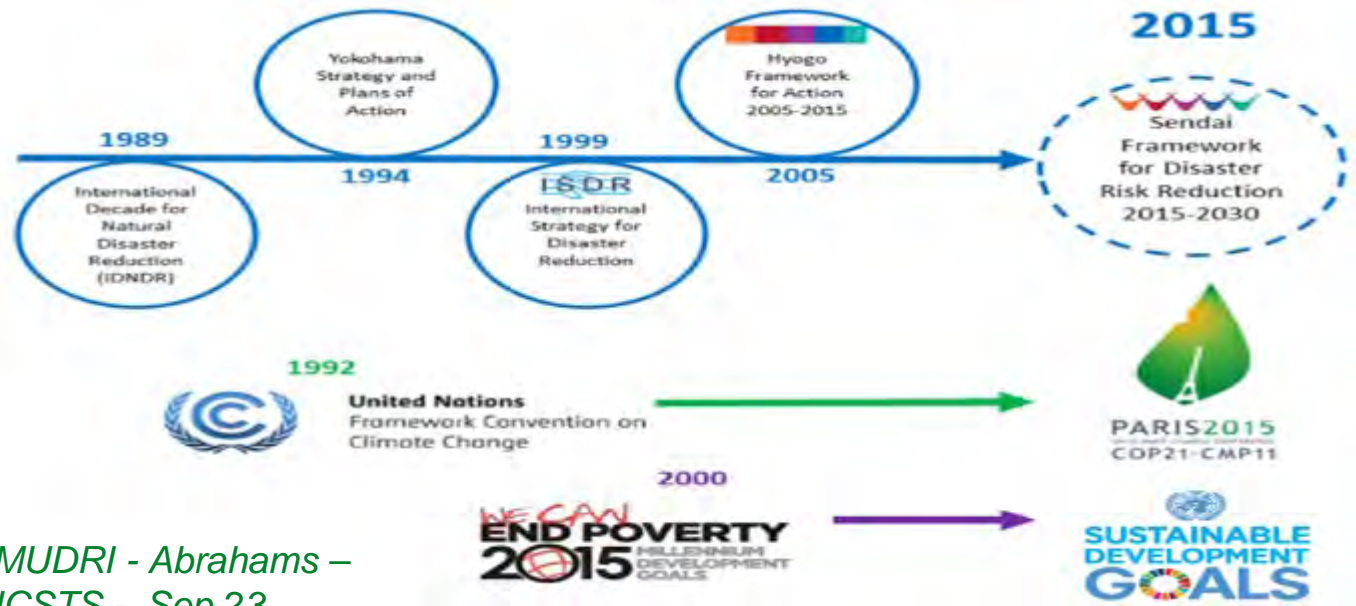 2015
Yokohama
Strategy and
Plans of
Action
Hyogo
Framework
for Action
2005-2015
Sendai
Framework
for Disaster
Risk Reduction
2015-2030
1989
1999
1994
2005
International
Decade for
Natural
Disaster
Reduction
(IDNDR)
ISDR
International
Strategy for
Disaster
Reduction
1992
United Nations
Framework Convention on
Climate Change
PARIS2015
COP21-CMP11
2000
WE CAN
END POVERTY
2015 MILLENNIUM
DEVELOPMENT
GOALS
SUSTAINABLE
DEVELOPMENT
GOALS
MUDRI - Abrahams –
Sep 23